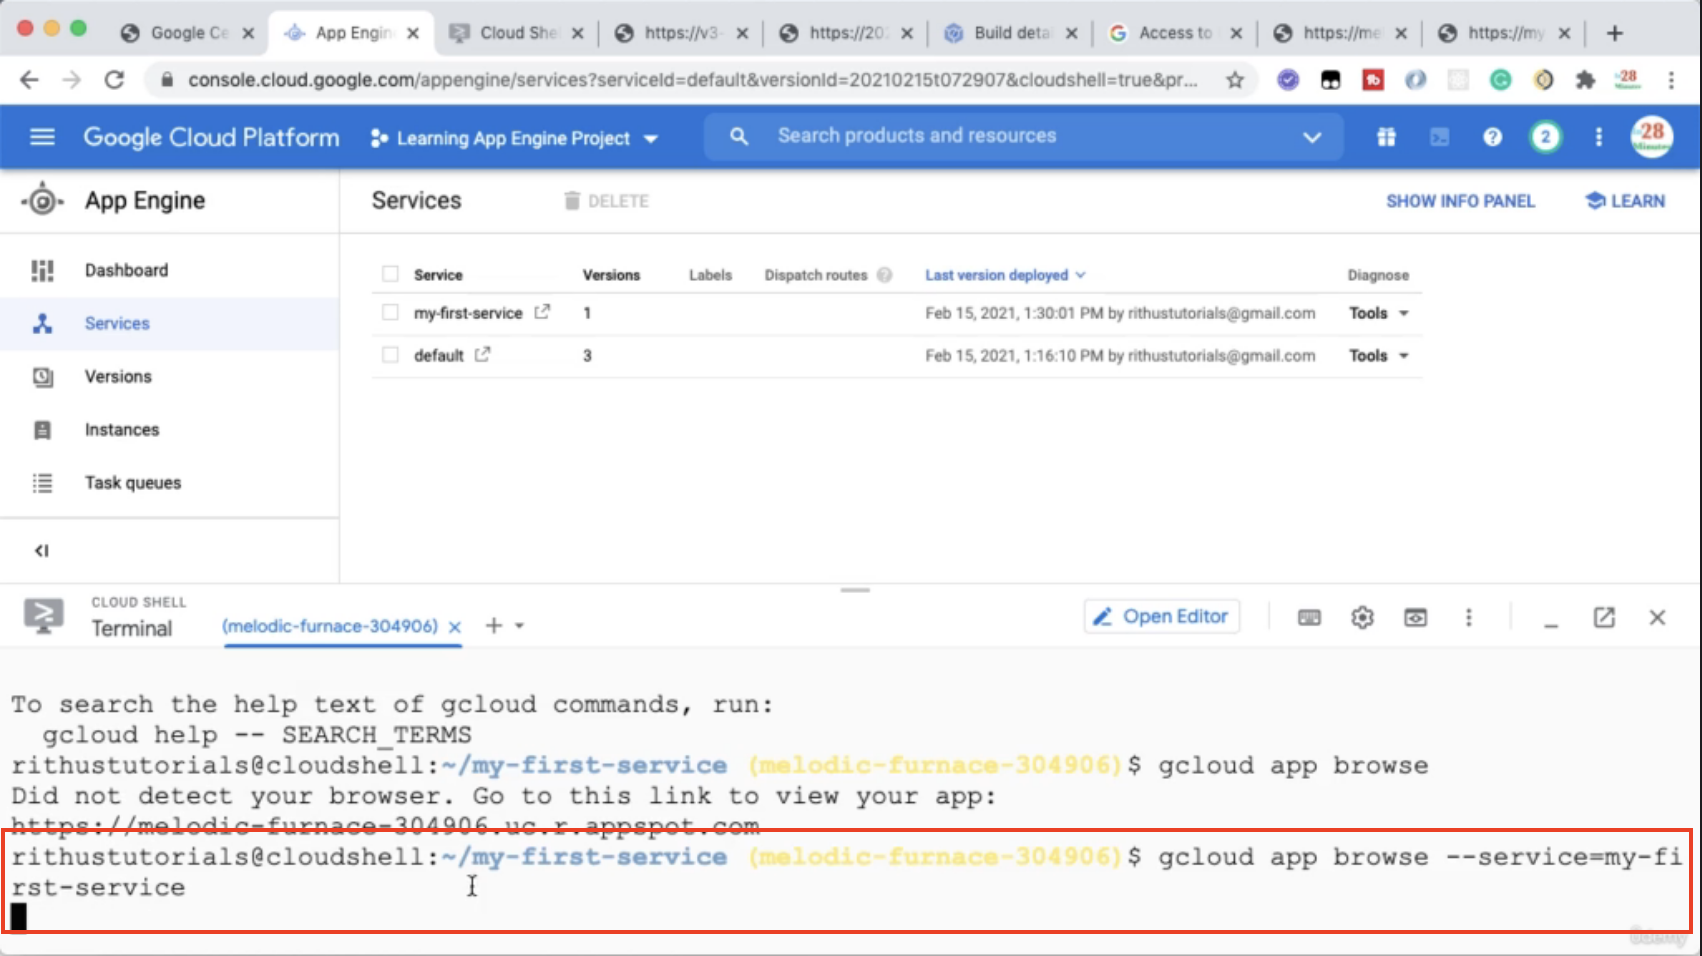 Google Ce
App Engin
Cloud She
https://v3-
https://202
Build detai
Access to
https://me
https://my
console.cloud.google.com/appengine/services?serviceId=default&versionId=20210215t072907&cloudshell=true&pr...
28
Minutes
Google Cloud Platform
Learning App Engine Project
Search products and resources
2
28
Minutes
App Engine
Services
DELETE
SHOW INFO PANEL
LEARN
Dashboard
Services
Versions
Instances
Task queues
Service Versions Labels Dispatch routes Last version deployed Diagnose
my-first-service 1 Feb 15, 2021, 1:30:01 PM by rithustutorials@gmail.com Tools
default 3 Feb 15, 2021, 1:16:10 PM by rithustutorials@gmail.com Tools
CLOUD SHELL
Terminal
(melodic-furnace-304906)
Open Editor
To search the help text of gcloud commands, run:
gcloud help -- SEARCH_TERMS
rithustutorials@cloudshell:~/my-first-service (melodic-furnace-304906)$ gcloud app browse
Did not detect your browser. Go to this link to view your app:
https://melodic-furnace-304906.uc.r.appspot.com
rithustutorials@cloudshell:~/my-first-service (melodic-furnace-304906)$ gcloud app browse --service=my-fi
rst-service
Udemy